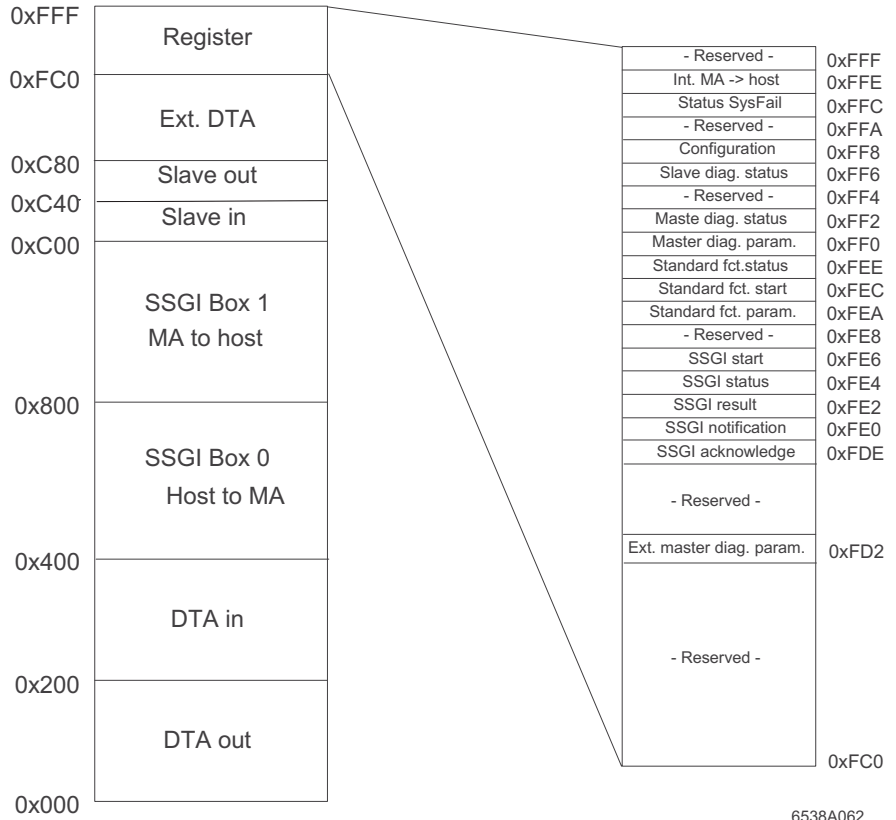 0xFFF
Register
0xFC0
Ext. DTA
0xC80
Slave out
0xC40
Slave in
0xC00
SSGI Box 1
MA to host
0x800
SSGI Box 0
Host to MA
0x400
DTA in
0x200
DTA out
0x000
- Reserved - 0xFFF
Int. MA -> host 0xFFE
Status SysFail 0xFFC
- Reserved - 0xFFA
Configuration 0xFF8
Slave diag. status 0xFF6
- Reserved - 0xFF4
Maste diag. status 0xFF2
Master diag. param. 0xFF0
Standard fct.status 0xFEE
Standard fct. start 0xFEC
Standard fct. param. 0xFEA
- Reserved - 0xFE8
SSGI start 0xFE6
SSGI status 0xFE4
SSGI result 0xFE2
SSGI notification 0xFE0
SSGI acknowledge 0xFDE
- Reserved -
Ext. master diag. param. 0xFD2
- Reserved -
0xFC0
6538A062